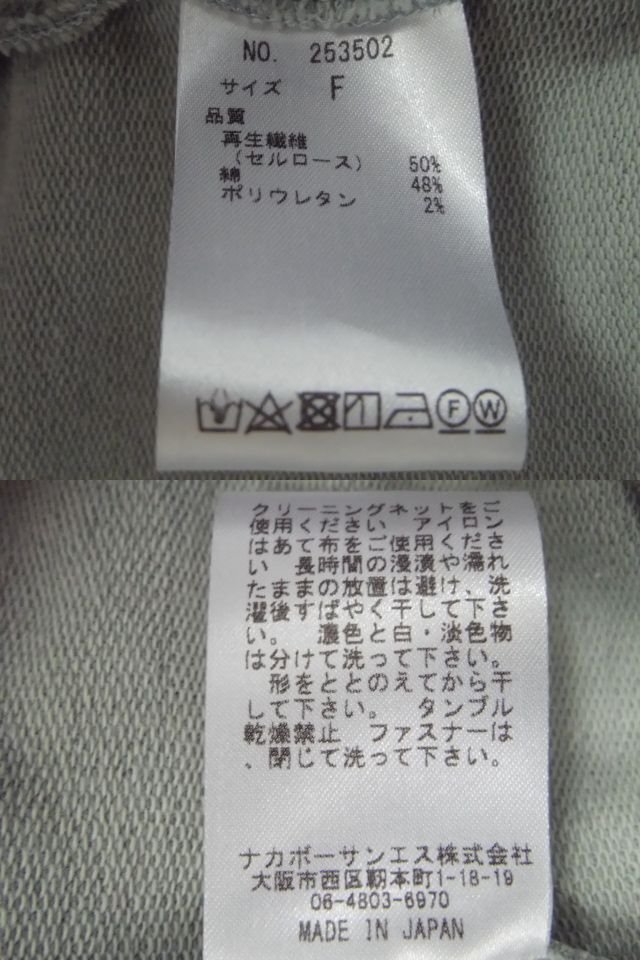 NO. 253502
サイズ F
品質
再生繊維
(セルロース) 50%
綿 48%
ポリウレタン 2%
F W
クリーニングネットをご
使用ください アイロン
はあて布をご使用くださ
い 長時間の浸漬や濡れ
たままの放置は避け、洗
濯後すばやく干して下さ
い。 濃色と白・淡色物
は分けて洗って下さい。
形をととのえてから干
して下さい。 タンブル
乾燥禁止 ファスナーは
、閉じて洗って下さい。
ナカボーサンエス株式会社
大阪市西区靭本町1-18-19
06-4803-6970
MADE IN JAPAN